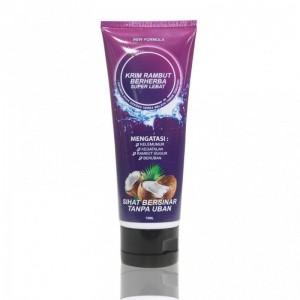 NEW FORMULA
KRIM RAMBUT
BERHERBA
SUPER LEBAT
MENGATASI :
KELEMUMUR
KEGATALAN
RAMBUT GUGUR
BERUBAN
SIHAT BERSINAR
TANPA UBAN